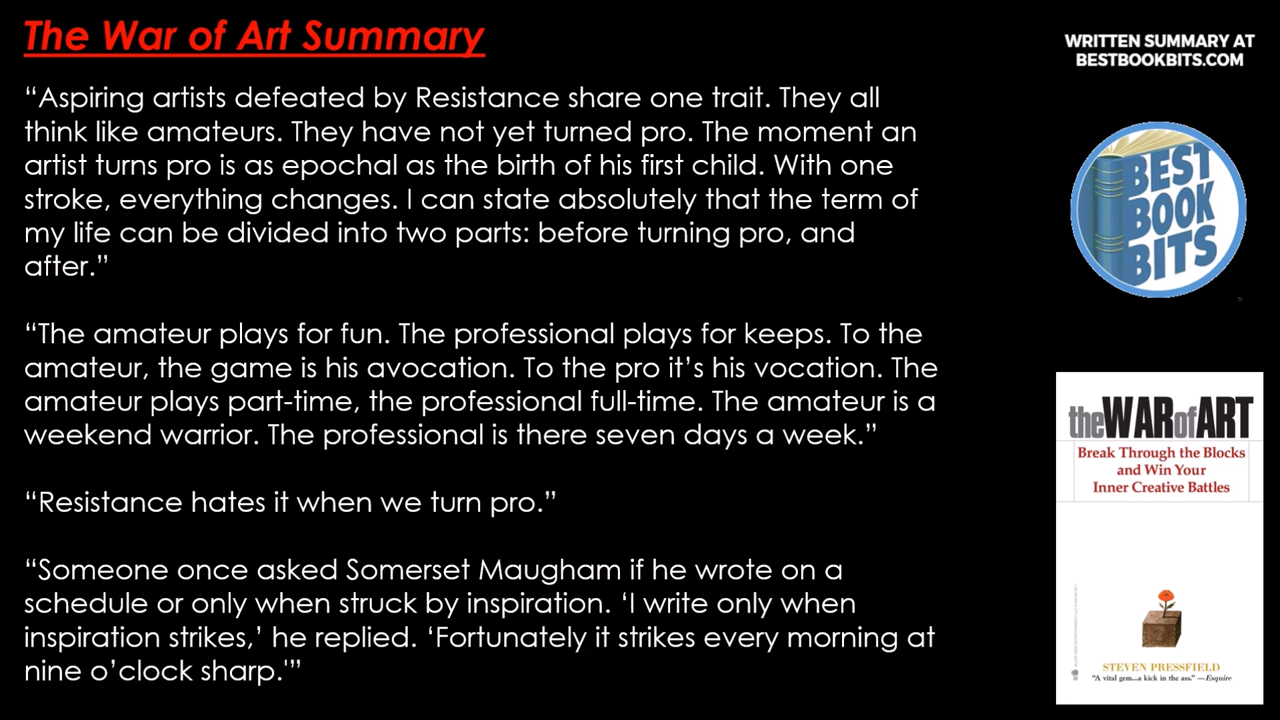 The War of Art Summary
“Aspiring artists defeated by Resistance share one trait. They all
think like amateurs. They have not yet turned pro. The moment an
artist turns pro is as epochal as the birth of his first child. With one
stroke, everything changes. I can state absolutely that the term of
my life can be divided into two parts: before turning pro, and
after.”
“The amateur plays for fun. The professional plays for keeps. To the
amateur, the game is his avocation. To the pro it’s his vocation. The
amateur plays part-time, the professional full-time. The amateur is a
weekend warrior. The professional is there seven days a week.”
“Resistance hates it when we turn pro.”
“Someone once asked Somerset Maugham if he wrote on a
schedule or only when struck by inspiration. ‘I write only when
inspiration strikes,’ he replied. ‘Fortunately it strikes every morning at
nine o’clock sharp.'”
WRITTEN SUMMARY AT
BESTBOOKBITS.COM
BEST
BOOK
BITS
theWARofART
Break Through the Blocks
and Win Your
Inner Creative Battles
STEVEN PRESSFIELD
“A vital gem...a kick in the ass.” —Esquire